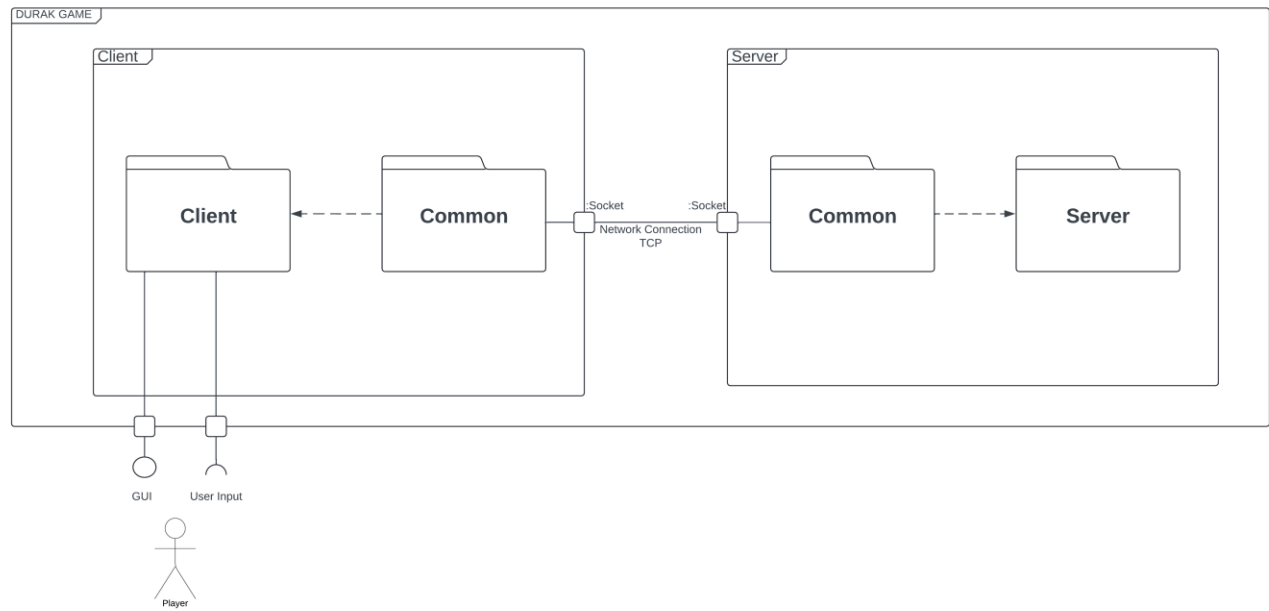 DURAK GAME
Client
Server
Client
Common
Common
Server
:Socket
:Socket
Network Connection
TCP
GUI
User Input
Player